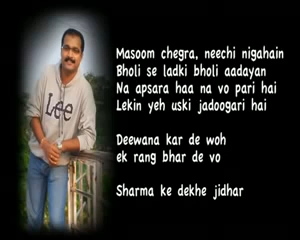 Lee
Masoom chegra, neechi nigahain
Bholi se ladki bholi aadayan
Na apsara haa na vo pari hai
Lekin yeh uski jadoogari hai
Deewana kar de woh
ek rang bhar de vo
Sharma ke dekhe jidhar